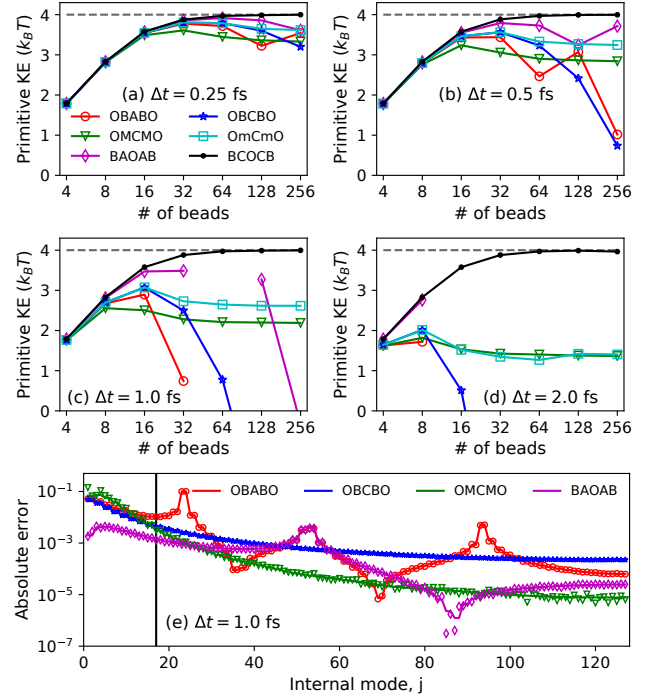 Primitive KE (k_BT)
4
3
2
1
0
(a) Δt = 0.25 fs
OBABO
OMCMO
BAOAB
OBCBO
OmCmO
BCOCB
4 8 16 32 64 128 256
# of beads
Primitive KE (k_BT)
4
3
2
1
0
(b) Δt = 0.5 fs
4 8 16 32 64 128 256
# of beads
Primitive KE (k_BT)
4
3
2
1
0
(c) Δt = 1.0 fs
4 8 16 32 64 128 256
# of beads
Primitive KE (k_BT)
4
3
2
1
0
(d) Δt = 2.0 fs
4 8 16 32 64 128 256
# of beads
Absolute error
10⁻¹
10⁻³
10⁻⁵
10⁻⁷
OBABO OBCBO OMCMO BAOAB
(e) Δt = 1.0 fs
0 20 40 60 80 100 120
Internal mode, j